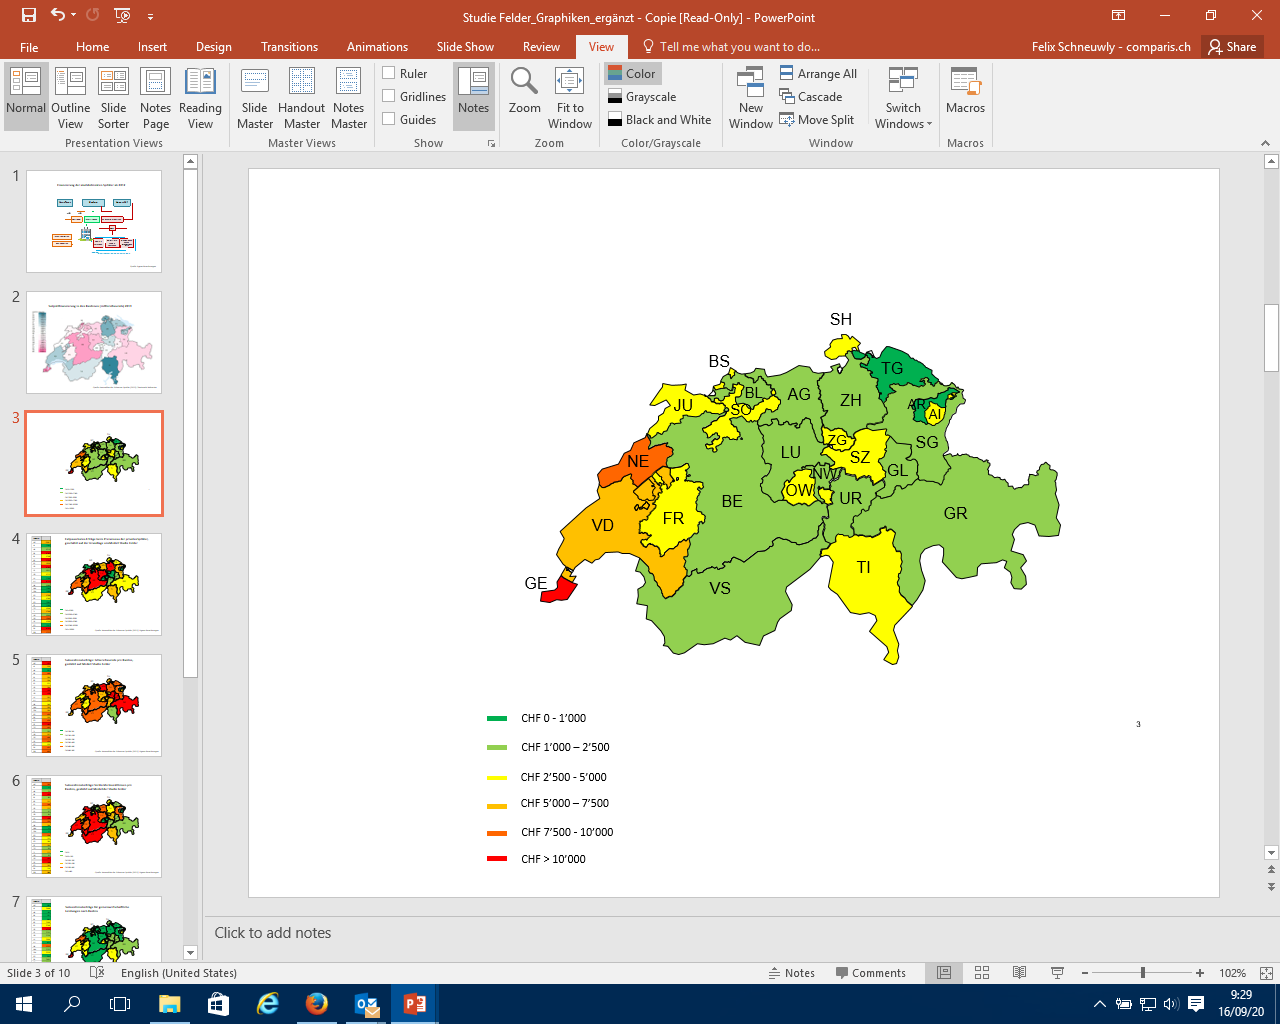 Studie Felder_Graphiken_ergänzt - Copie [Read-Only] - PowerPoint
File Home Insert Design Transitions Animations Slide Show Review View Tell me what you want to do... Felix Schneuwly - comparis.ch Share
Normal
Outline View
Slide Sorter
Notes Page
Reading View
Presentation Views
Slide Master
Handout Master
Notes Master
Master Views
Ruler
Gridlines
Guides
Notes
Show
Zoom
Fit to Window
Zoom
Color
Grayscale
Black and White
Color/Grayscale
New Window
Arrange All
Cascade
Move Split
Switch Windows
Window
Macros
Macros
1
2
3
4
5
6
7
SH
BS
TG
BL
AG
ZH
JU
SO
AR
AI
ZG
SG
NE
LU
SZ
GL
NW
OW
BE
UR
VD
FR
GR
TI
GE
VS
CHF 0 - 1’000
CHF 1’000 – 2’500
CHF 2’500 - 5’000
CHF 5’000 – 7’500
CHF 7’500 - 10’000
CHF > 10’000
3
Click to add notes
Slide 3 of 10 English (United States) Notes Comments 102%
9:29
16/09/20